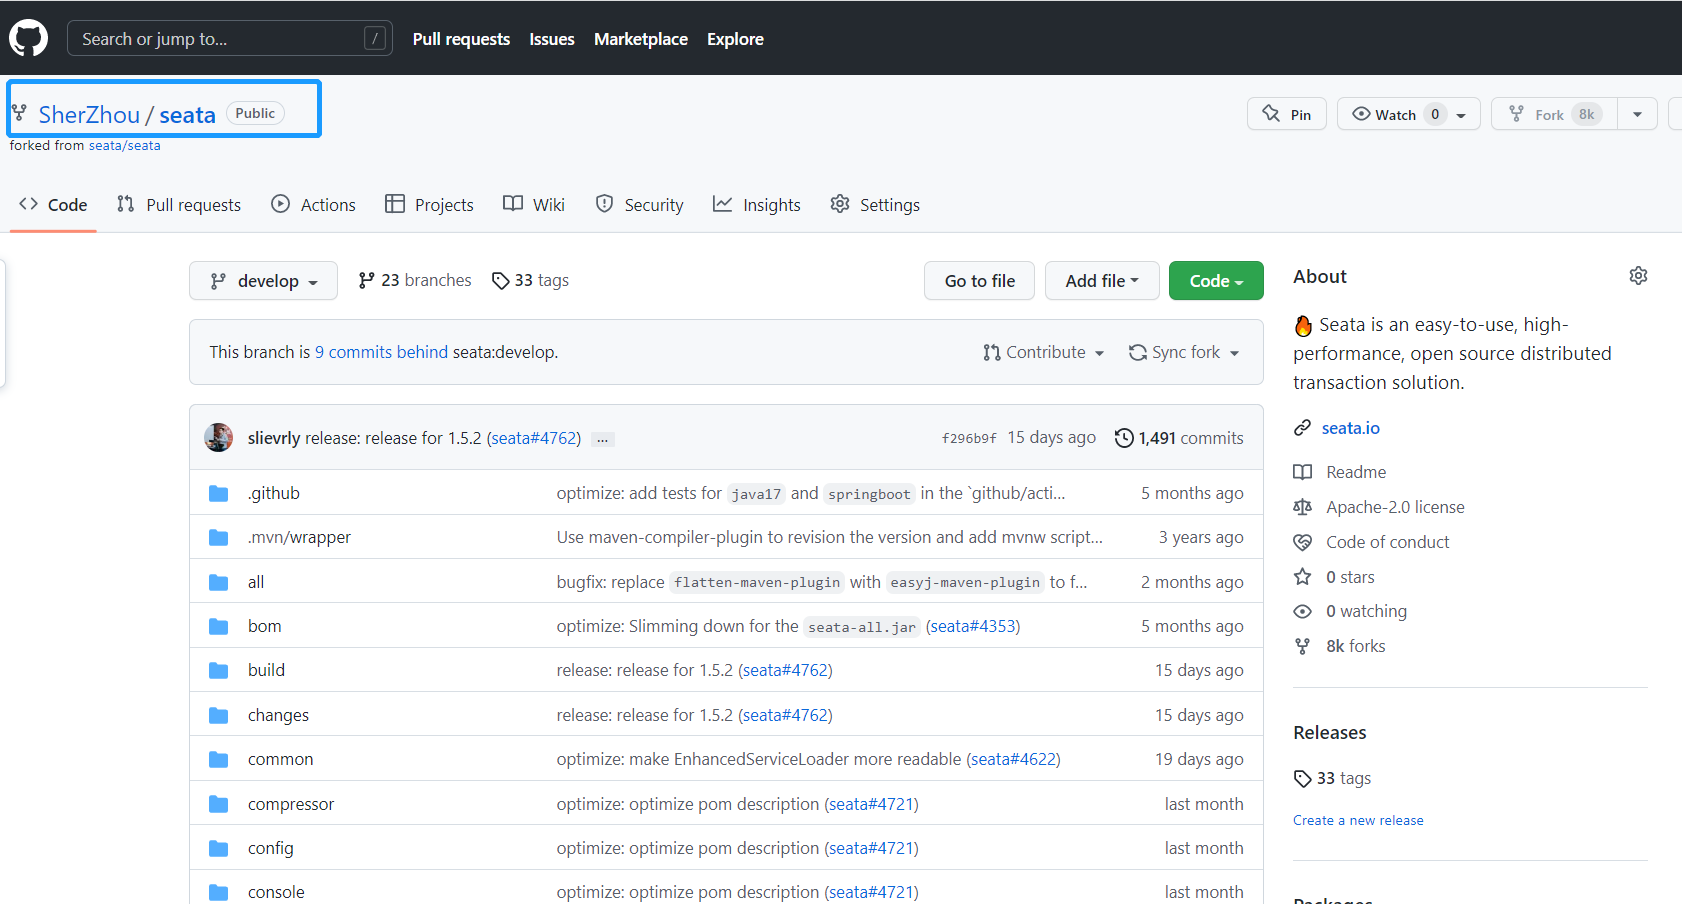 Search or jump to... /
Pull requests Issues Marketplace Explore
SherZhou / seata Public
Pin Watch 0 Fork 8k
forked from seata/seata
Code Pull requests Actions Projects Wiki Security Insights Settings
develop 23 branches 33 tags Go to file Add file Code
This branch is 9 commits behind seata:develop. Contribute Sync fork
slievrly release: release for 1.5.2 (seata#4762) ... f296b9f 15 days ago 1,491 commits
.github optimize: add tests for java17 and springboot in the `github/acti... 5 months ago
.mvn/wrapper Use maven-compiler-plugin to revision the version and add mvnw script... 3 years ago
all bugfix: replace flatten-maven-plugin with easyj-maven-plugin to f... 2 months ago
bom optimize: Slimming down for the seata-all.jar (seata#4353) 5 months ago
build release: release for 1.5.2 (seata#4762) 15 days ago
changes release: release for 1.5.2 (seata#4762) 15 days ago
common optimize: make EnhancedServiceLoader more readable (seata#4622) 19 days ago
compressor optimize: optimize pom description (seata#4721) last month
config optimize: optimize pom description (seata#4721) last month
console optimize: optimize pom description (seata#4721) last month
About
Seata is an easy-to-use, high-
performance, open source distributed
transaction solution.
seata.io
Readme
Apache-2.0 license
Code of conduct
0 stars
0 watching
8k forks
Releases
33 tags
Create a new release